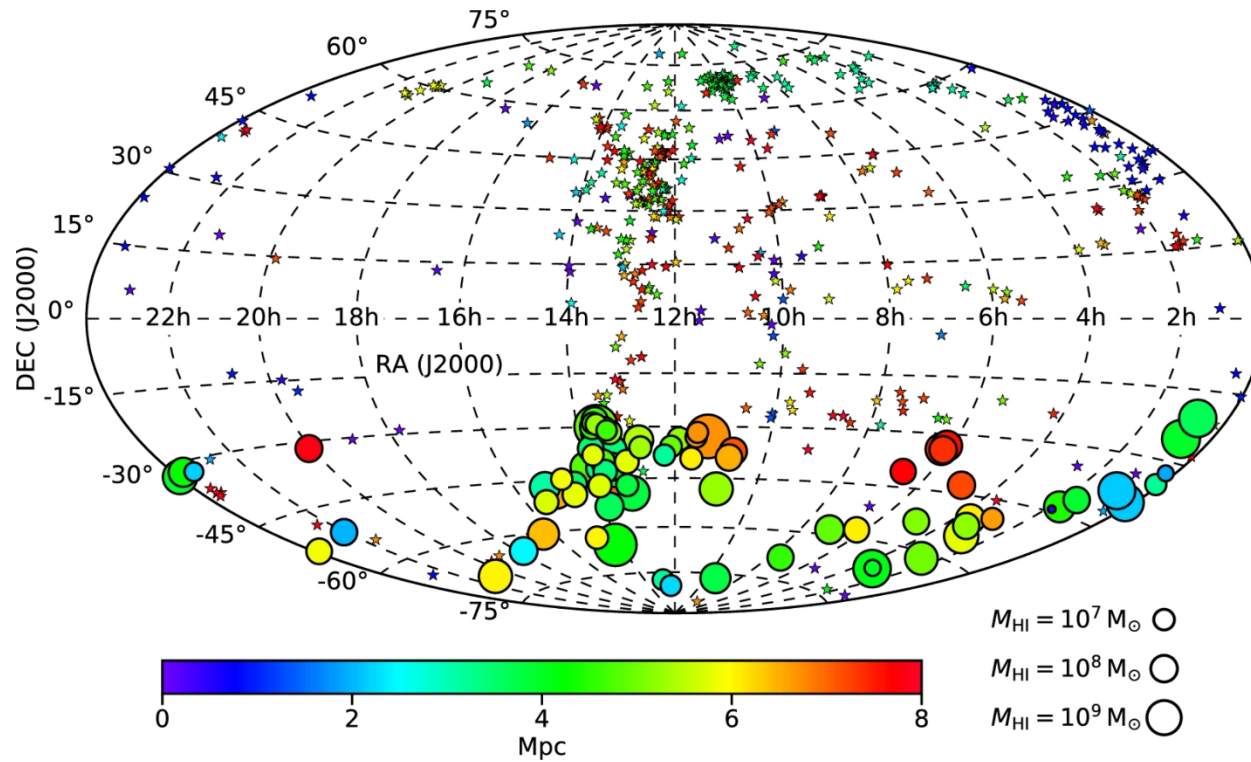 75°
60°
45°
30°
15°
0°
-15°
-30°
-45°
-60°
-75°
DEC (J2000)
22h 20h 18h 16h 14h 12h 10h 8h 6h 4h 2h
RA (J2000)
M_HI = 10^7 M_⊙
M_HI = 10^8 M_⊙
M_HI = 10^9 M_⊙
0 2 4 6 8
Mpc